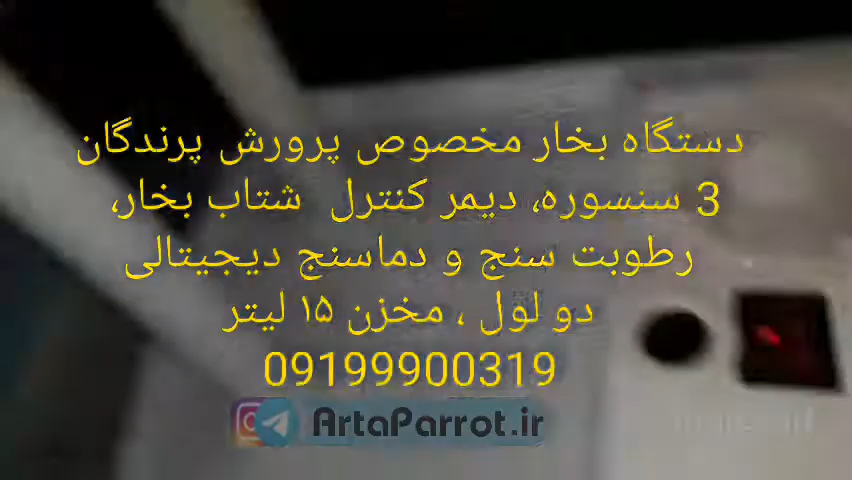 دستگاه بخار مخصوص پرورش پرندگان
3 سنسوره، دیمر کنترل شتاب بخار،
رطوبت سنج و دماسنج دیجیتالی
دو لول ، مخزن ۱۵ لیتر
09199900319
ArtaParrot.ir